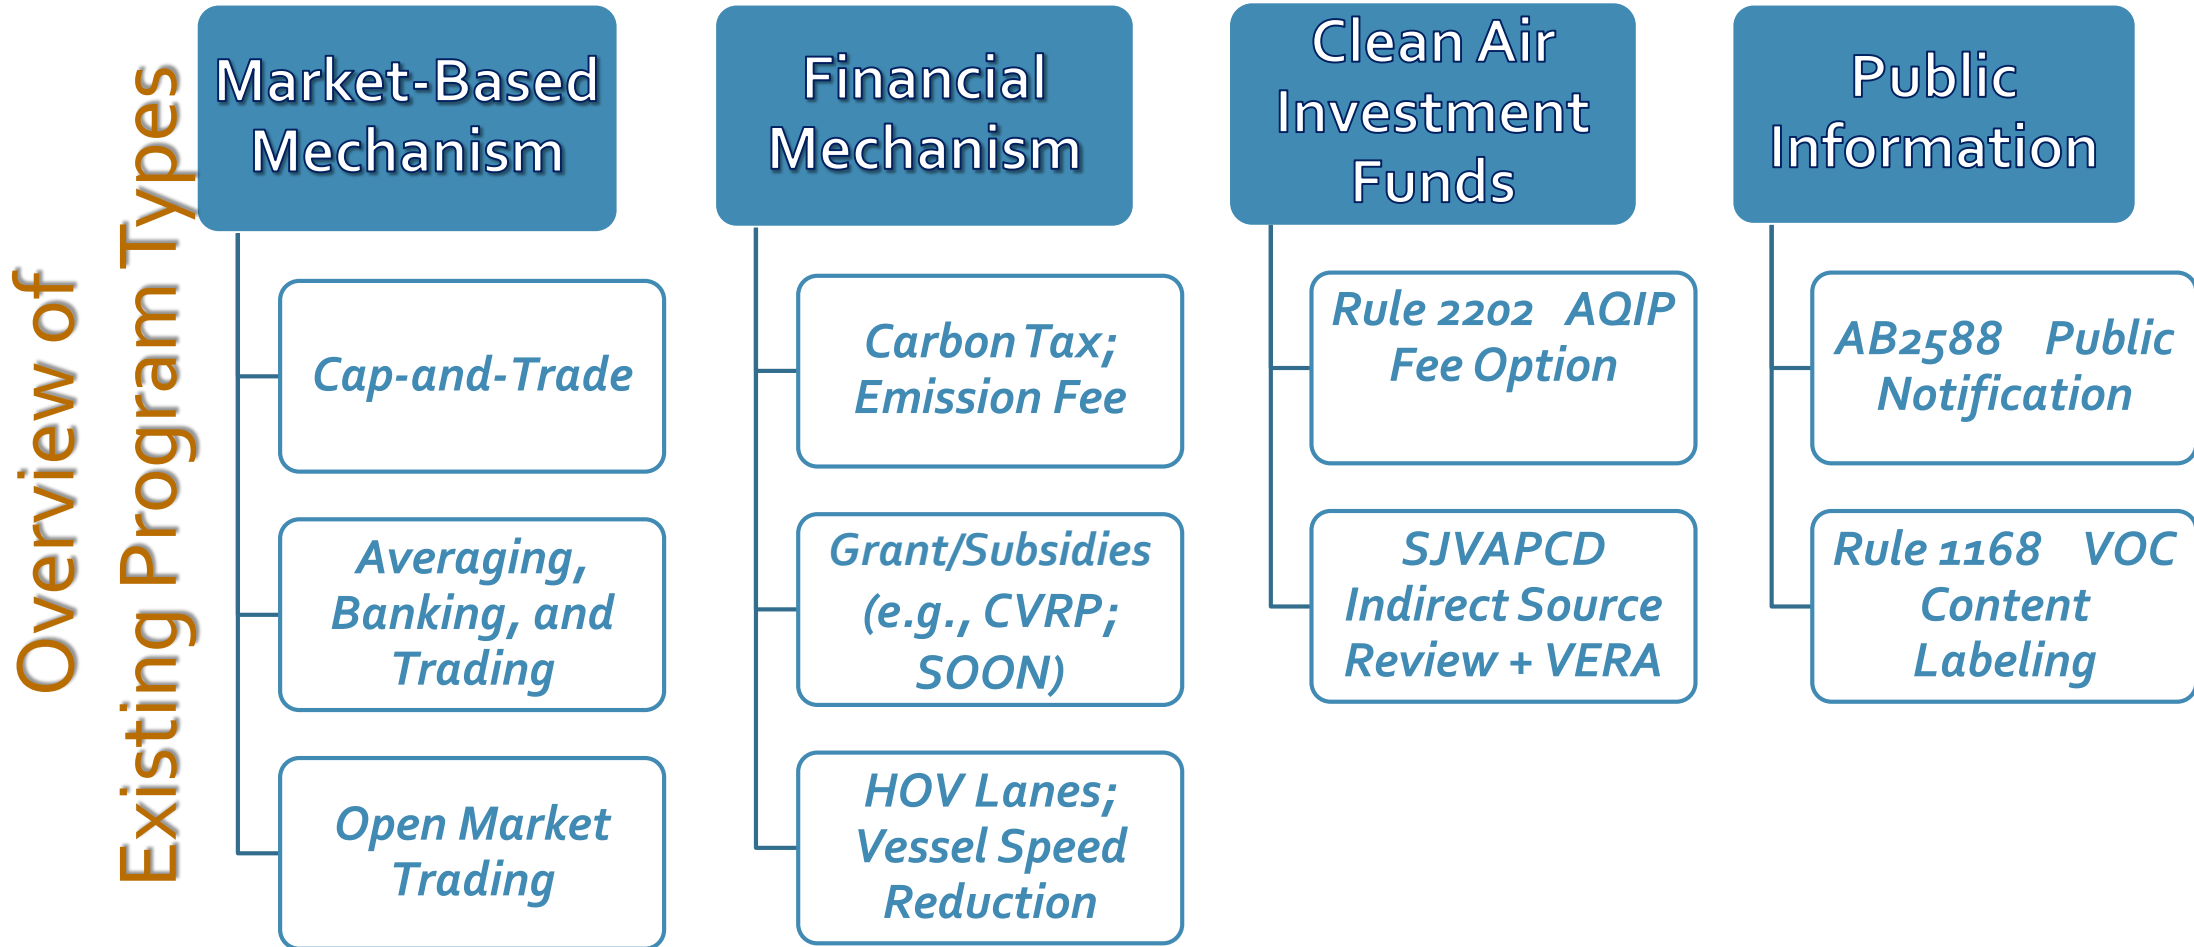 Overview of
Existing Program Types
Market-Based
Mechanism
Cap-and-Trade
Averaging,
Banking, and
Trading
Open Market
Trading
Financial
Mechanism
Carbon Tax;
Emission Fee
Grant/Subsidies
(e.g., CVRP;
SOON)
HOV Lanes;
Vessel Speed
Reduction
Clean Air
Investment
Funds
Rule 2202 AQIP
Fee Option
SJVAPCD
Indirect Source
Review + VERA
Public
Information
AB2588 Public
Notification
Rule 1168 VOC
Content
Labeling